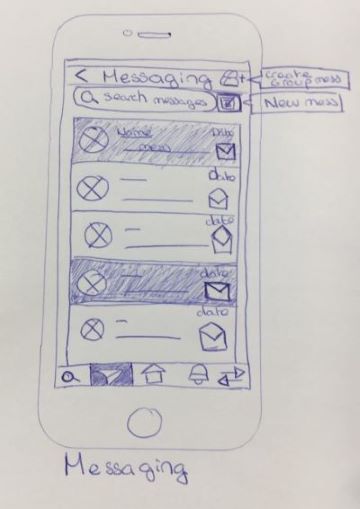 < Messaging
create
Group mess
search messages
New mess
Name
Date
mess
date
date
date
date
Messaging